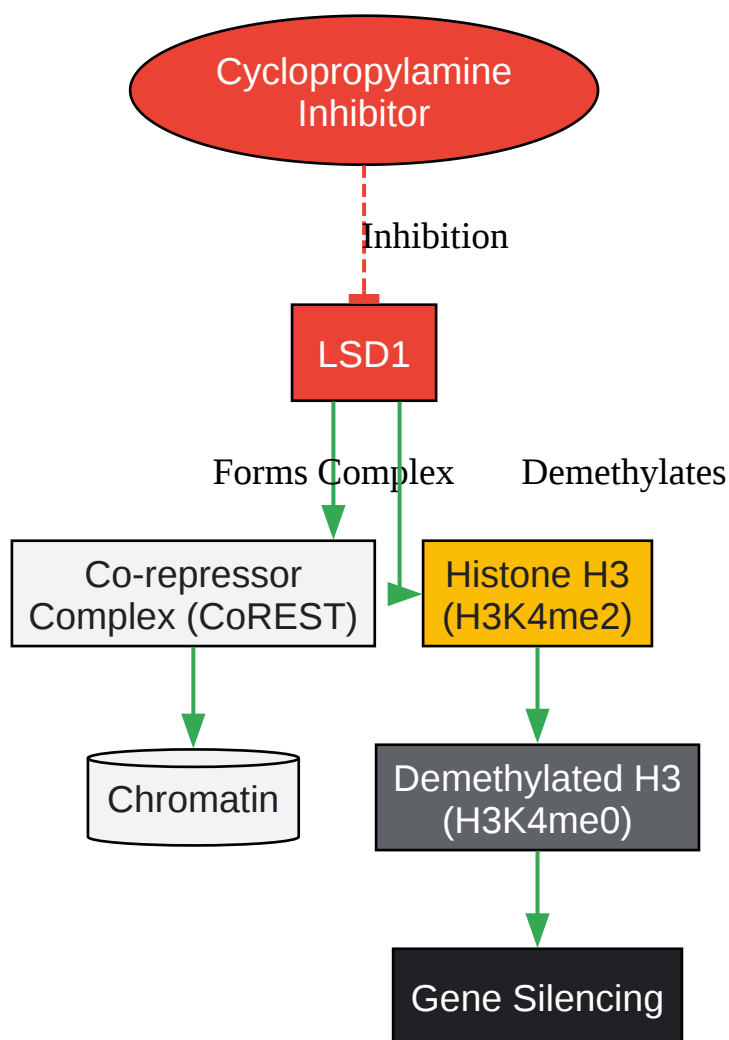 Cyclopropylamine
Inhibitor
Inhibition
LSD1
Forms Complex
Demethylates
Co-repressor
Complex (CoREST)
Histone H3
(H3K4me2)
Chromatin
Demethylated H3
(H3K4me0)
Gene Silencing